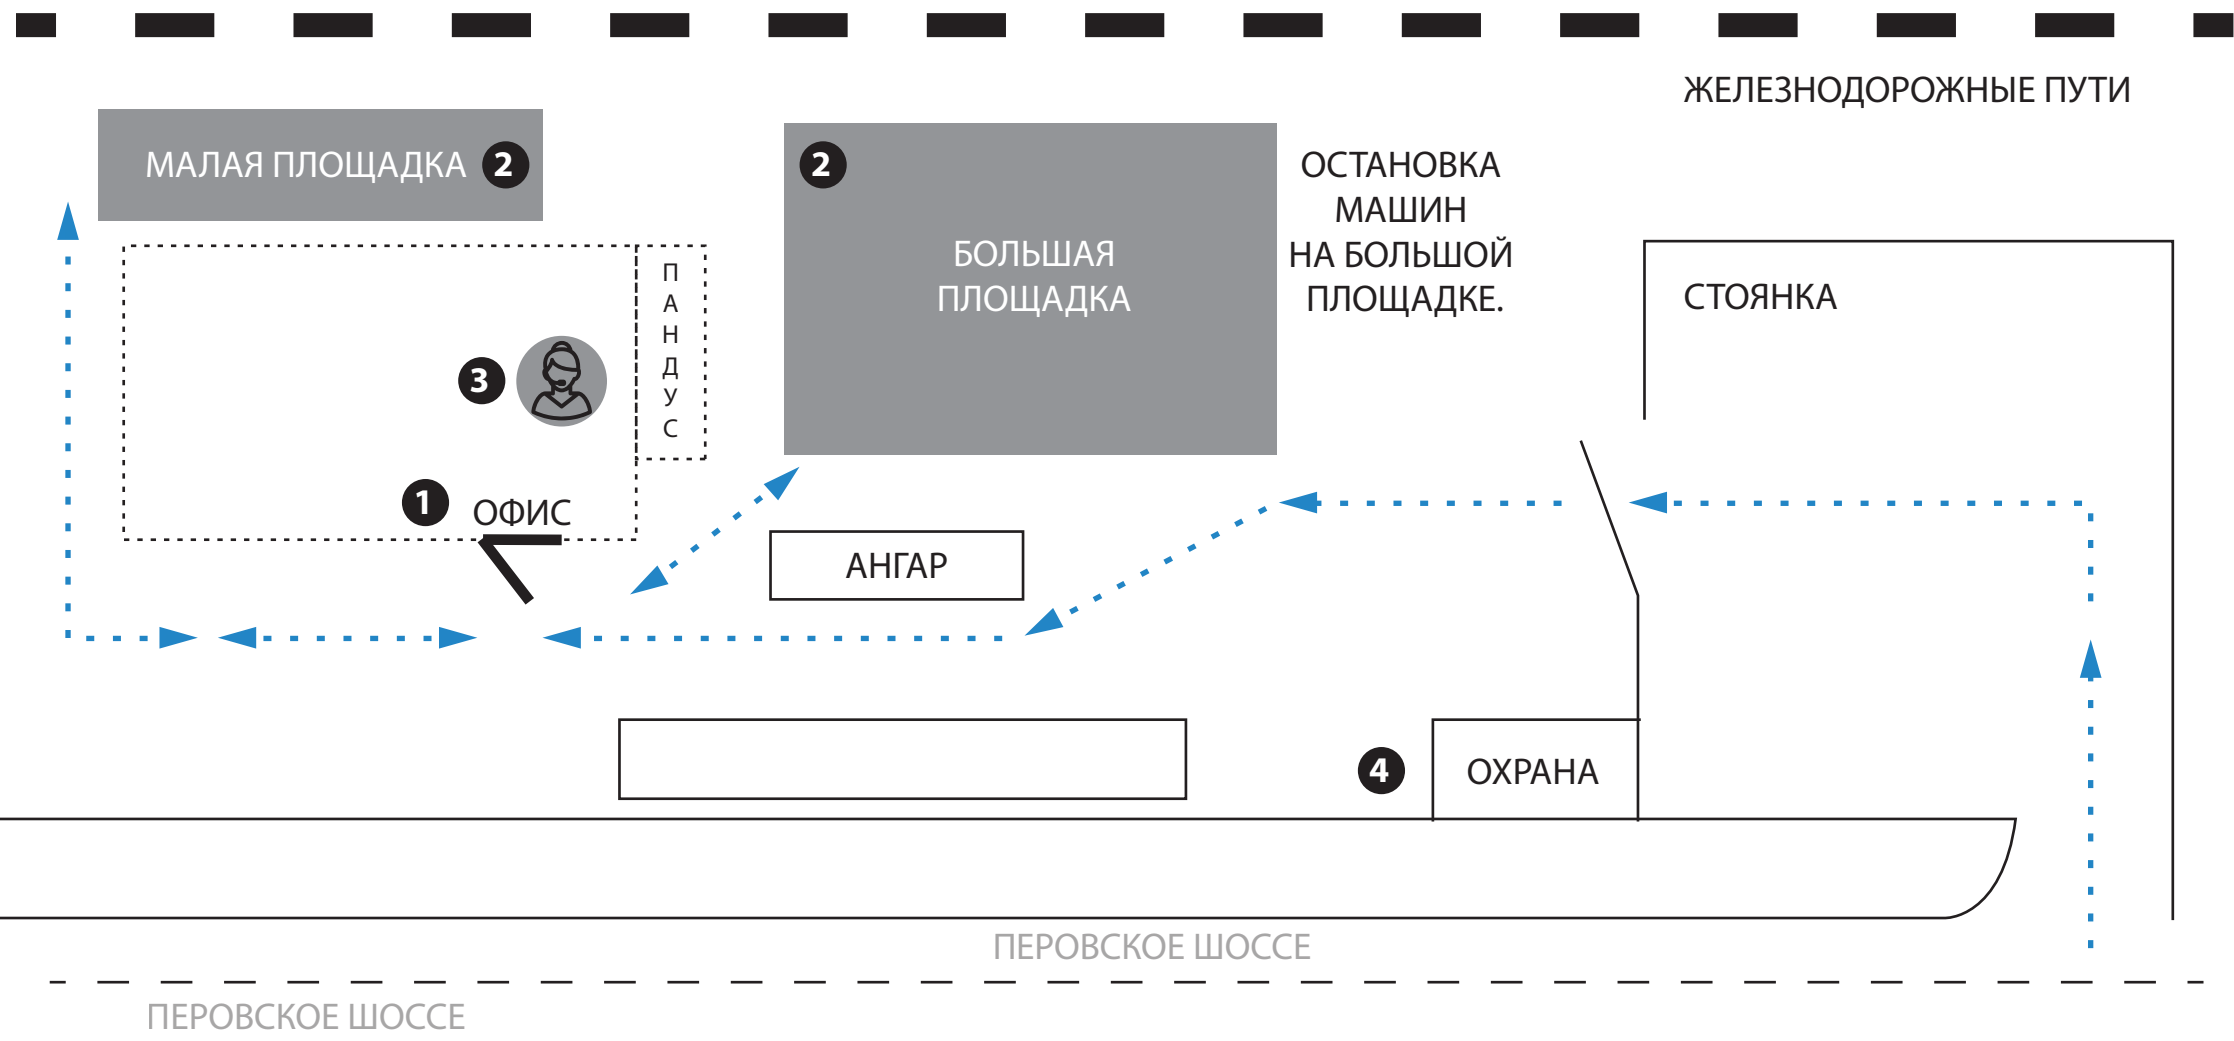 ЖЕЛЕЗНОДОРОЖНЫЕ ПУТИ
МАЛАЯ ПЛОЩАДКА 2
2
БОЛЬШАЯ
ПЛОЩАДКА
ОСТАНОВКА
МАШИН
НА БОЛЬШОЙ
ПЛОЩАДКЕ.
СТОЯНКА
ПАНДУС
3
1 ОФИС
АНГАР
4 ОХРАНА
ПЕРОВСКОЕ ШОССЕ
ПЕРОВСКОЕ ШОССЕ